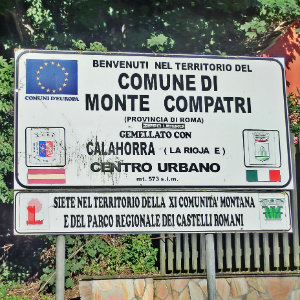 BENVENUTI NEL TERRITORIO DEL
COMUNE DI
MONTE COMPATRI
(PROVINCIA DI ROMA)
GEMELLATO CON
CALAHORRA (LA RIOJA E)
CENTRO URBANO
mt. 573 s.l.m.
COMUNI D'EUROPA
SIETE NEL TERRITORIO DELLA XI COMUNITA' MONTANA
E DEL PARCO REGIONALE DEI CASTELLI ROMANI